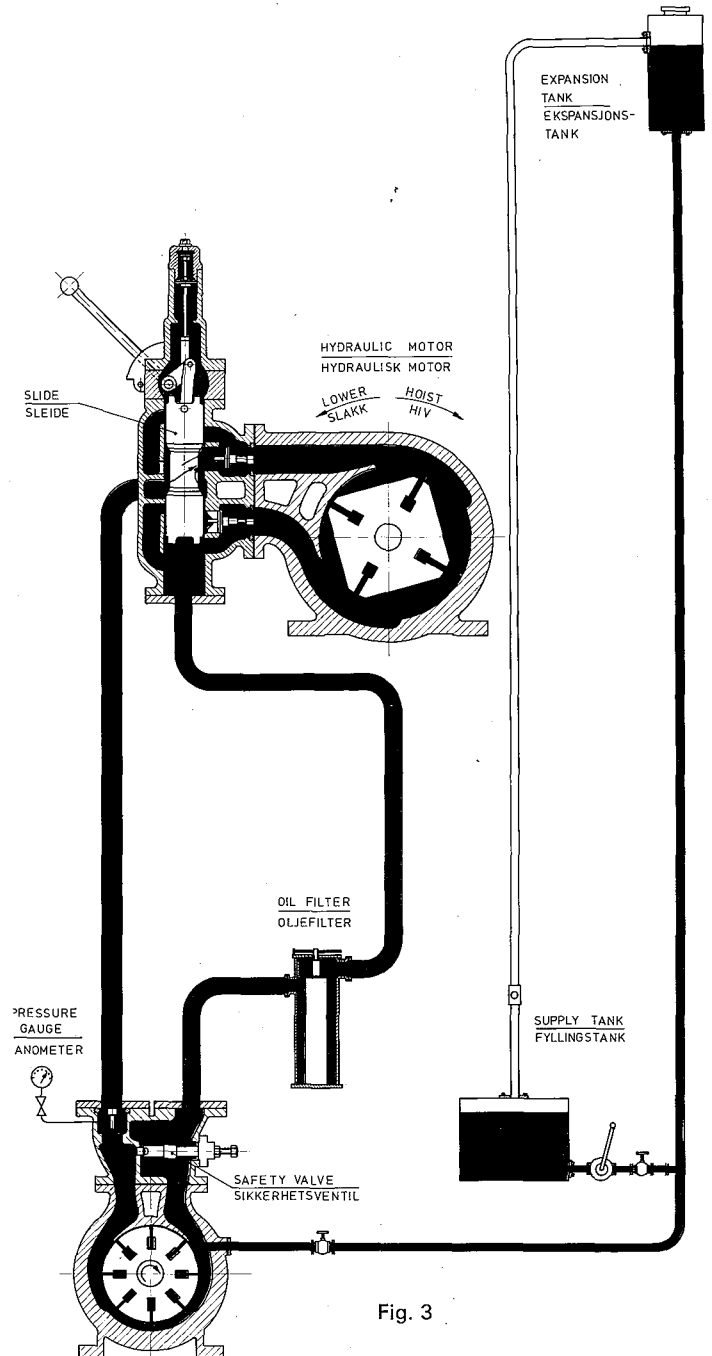 EXPANSION
TANK
EKSPANSJONS-
TANK
HYDRAULIC MOTOR
HYDRAULISK MOTOR
LOWER
SLAKK
HOIST
HIV
SLIDE
SLEIDE
OIL FILTER
OLJEFILTER
PRESSURE
GAUGE
ANOMETER
SUPPLY TANK
FYLLINGSTANK
SAFETY VALVE
SIKKERHETSVENTIL
Fig. 3